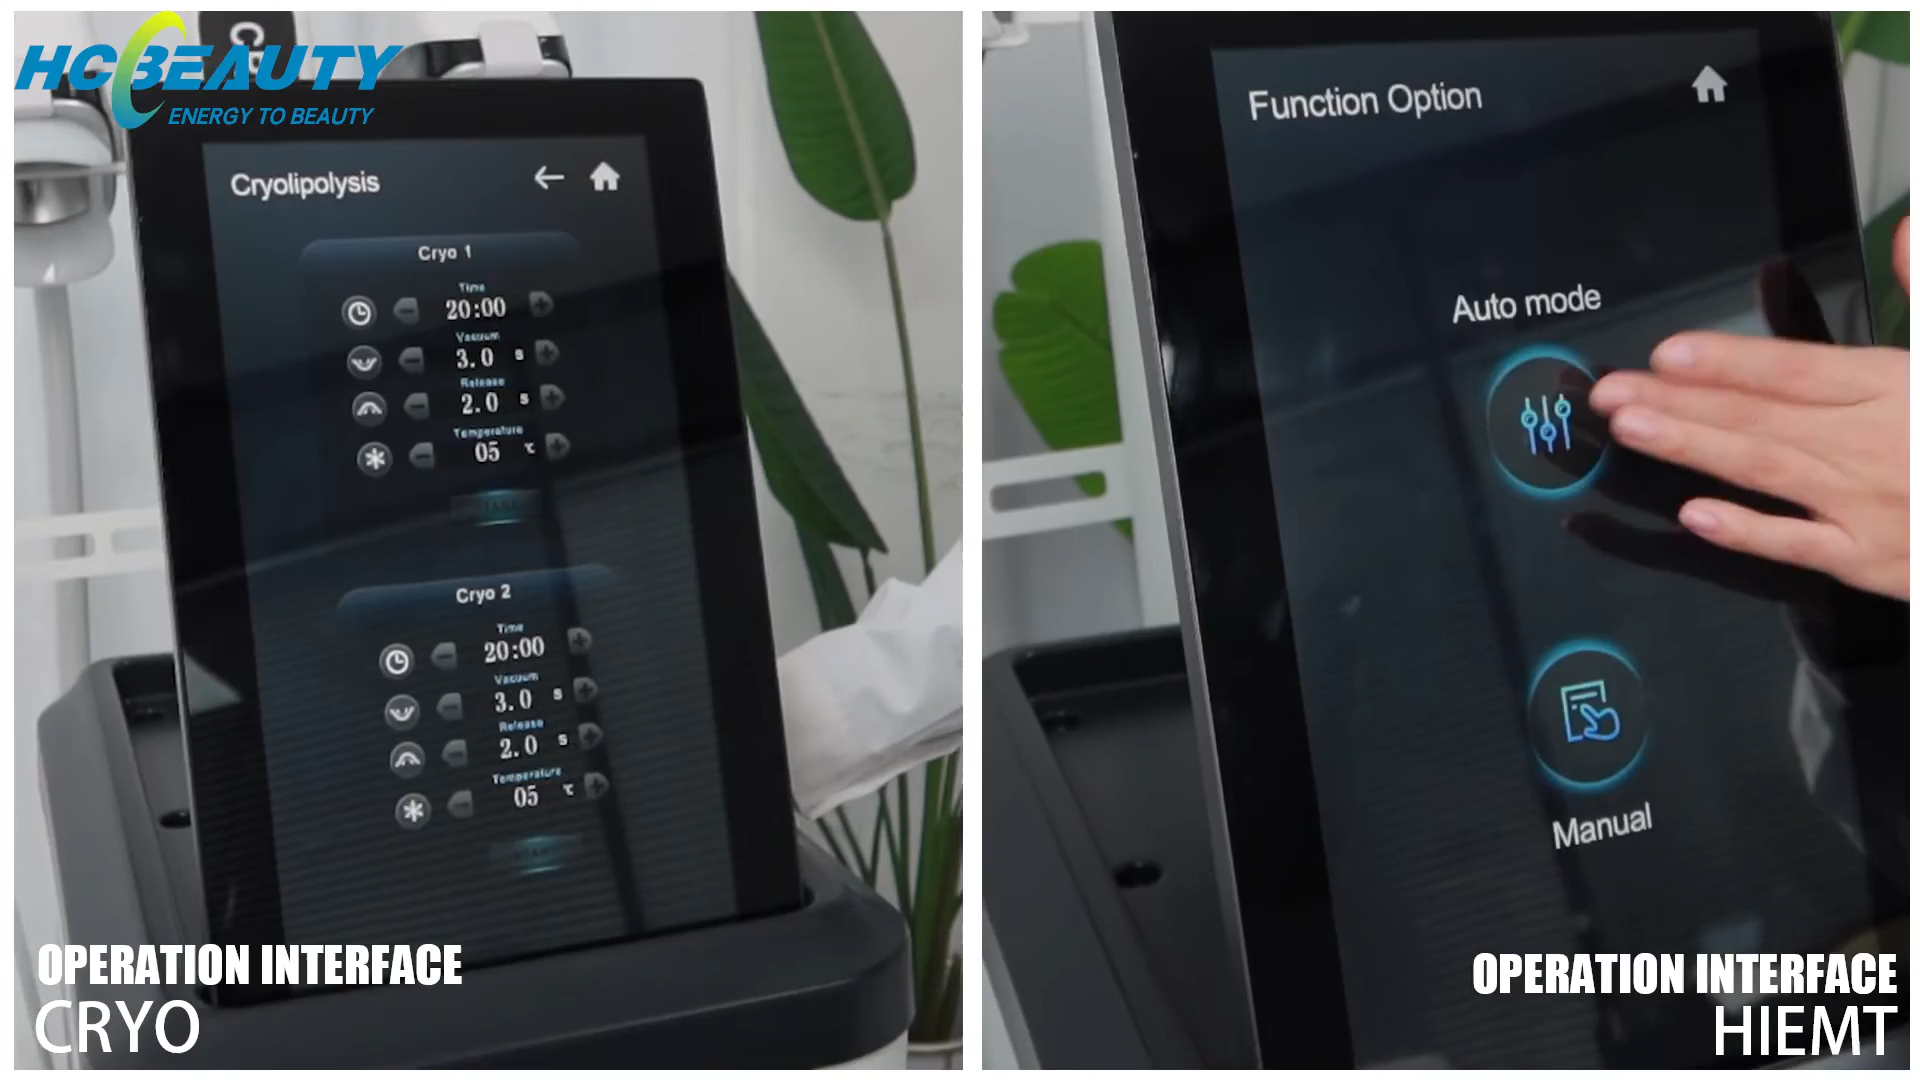 HCBEAUTY
ENERGY TO BEAUTY
Cryolipolysis
Cryo 1
Time
20:00
Vacuum
3.0 s
Release
2.0 s
Temperature
05 ℃
Cryo 2
Time
20:00
Vacuum
3.0 s
Release
2.0 s
Temperature
05 ℃
OPERATION INTERFACE
CRYO
Function Option
Auto mode
Manual
OPERATION INTERFACE
HIEMT